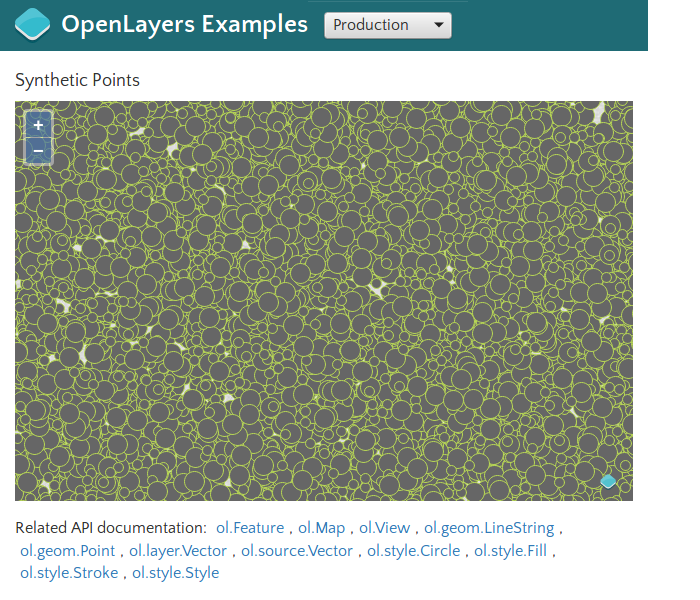 OpenLayers Examples Production
Synthetic Points
+
−
Related API documentation: ol.Feature , ol.Map , ol.View , ol.geom.LineString ,
ol.geom.Point , ol.layer.Vector , ol.source.Vector , ol.style.Circle , ol.style.Fill ,
ol.style.Stroke , ol.style.Style